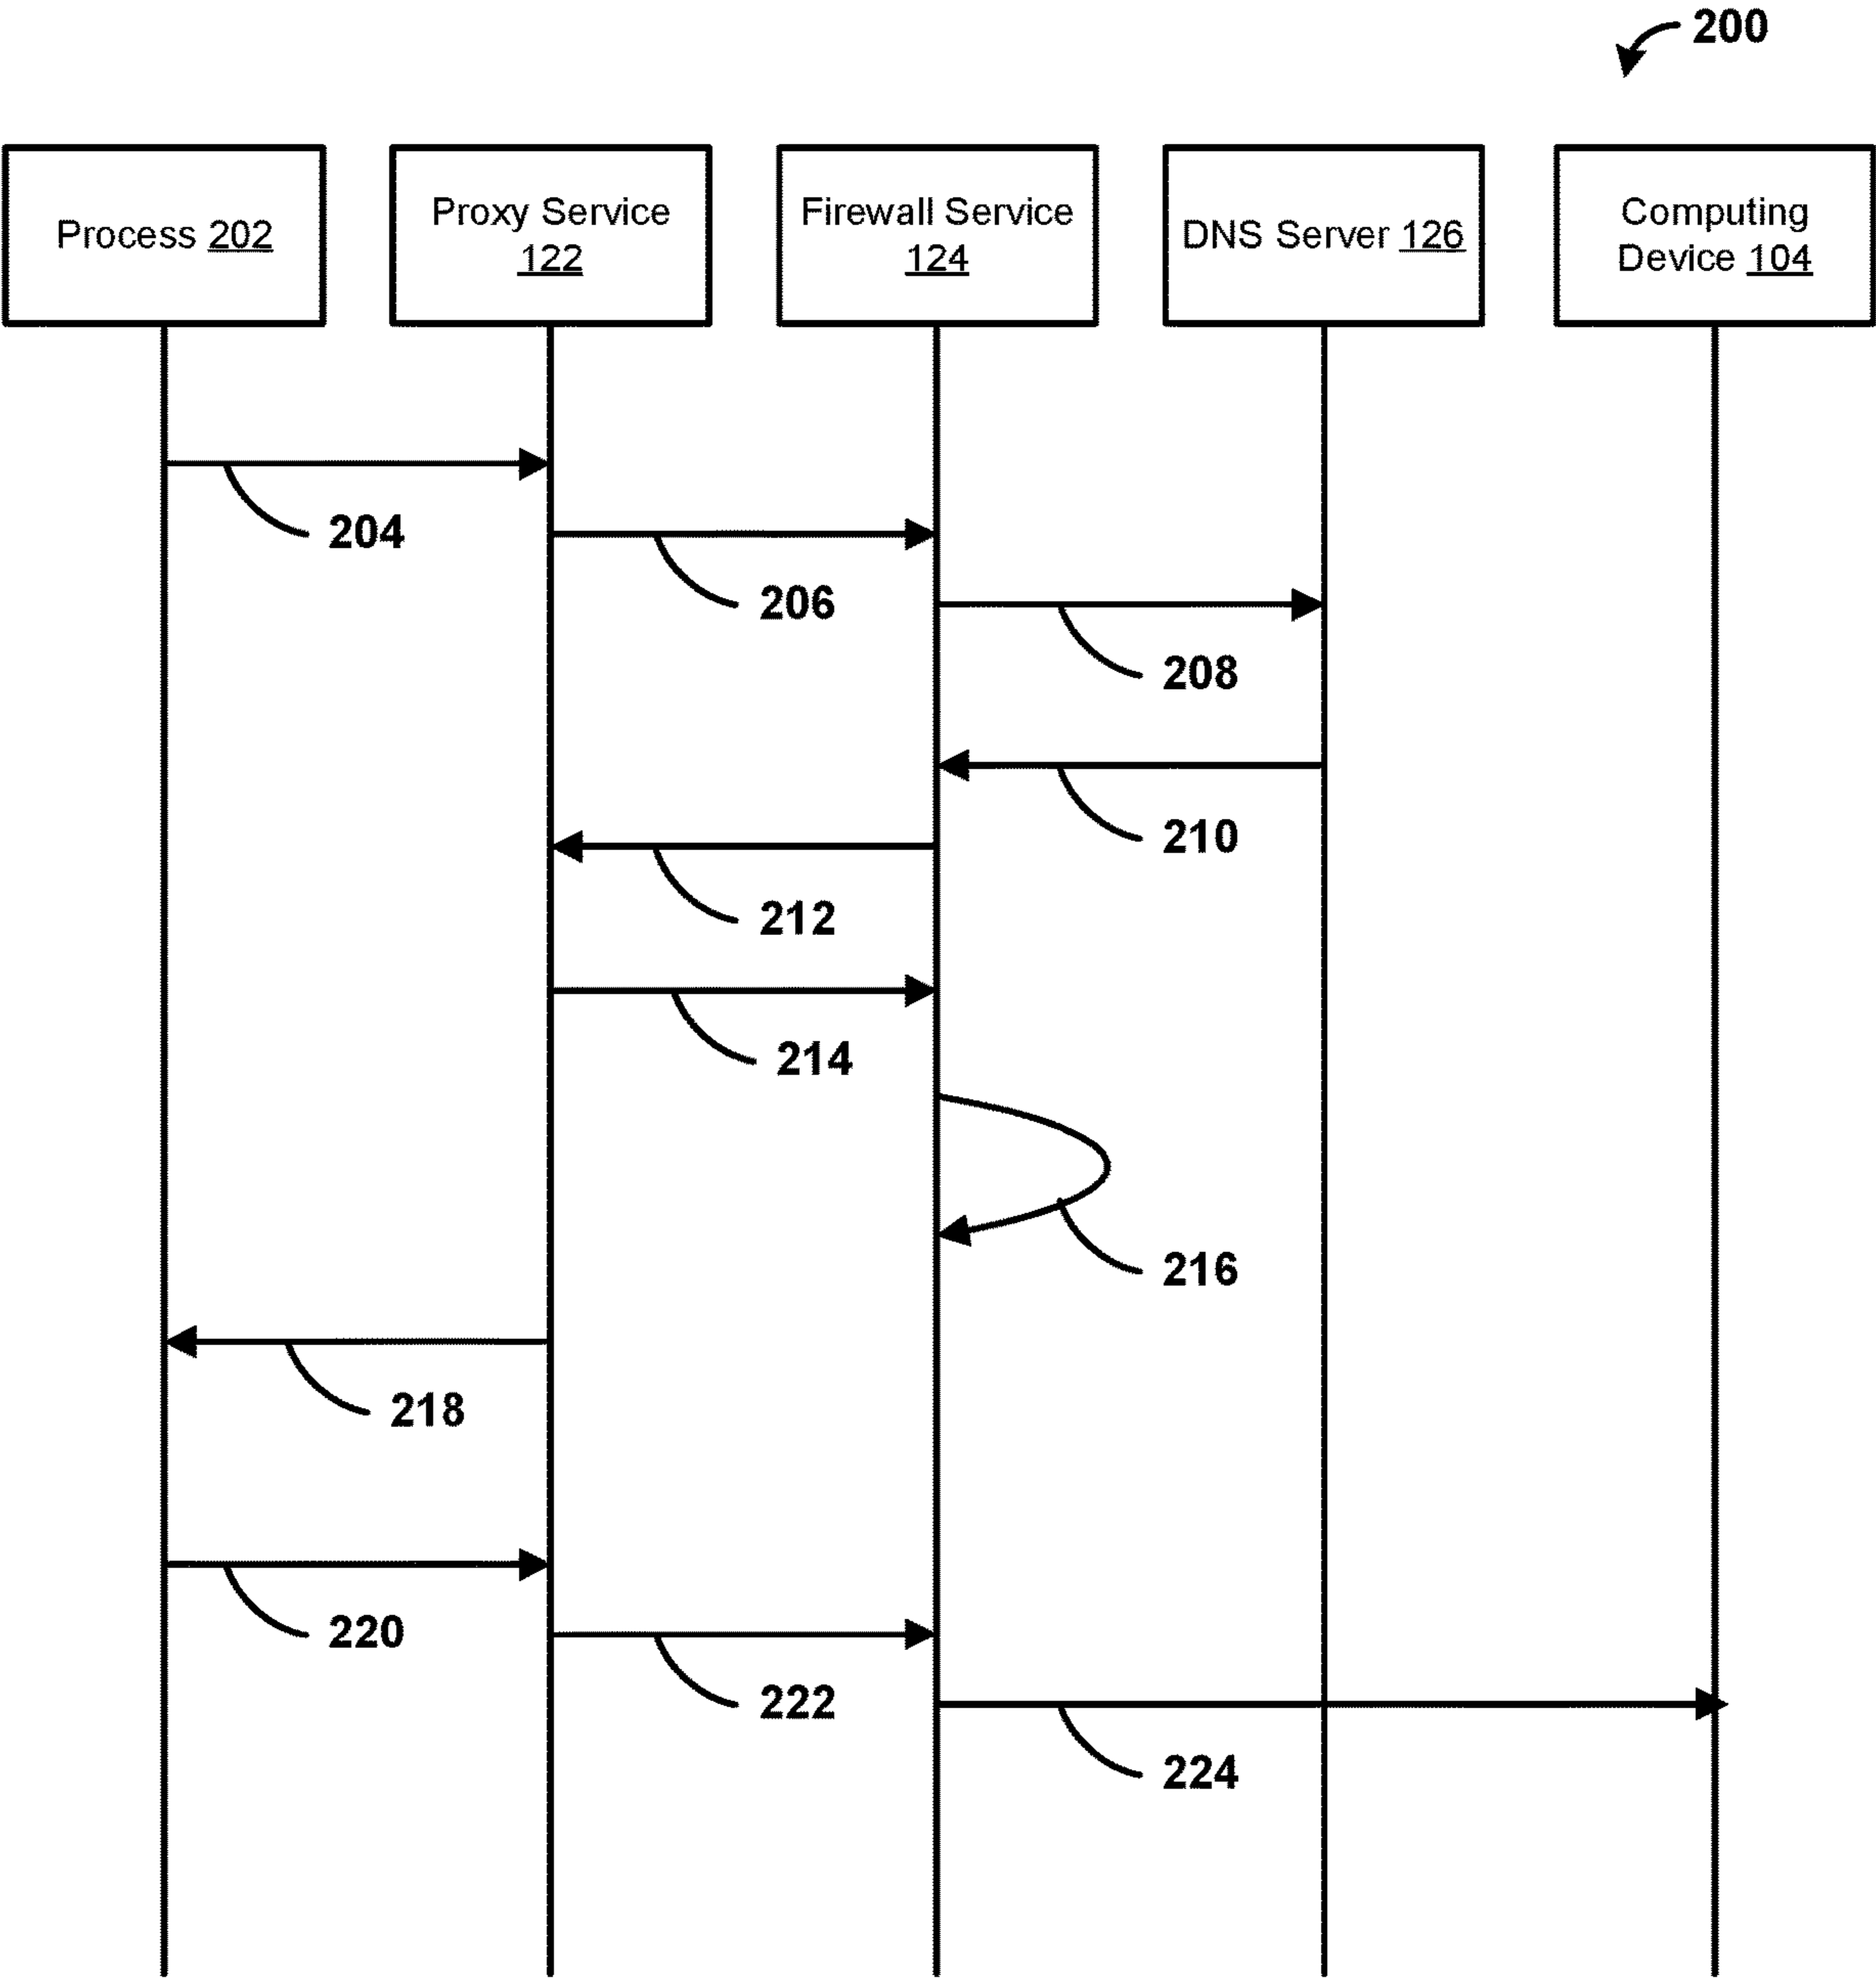 200
Process 202
Proxy Service
122
Firewall Service
124
DNS Server 126
Computing
Device 104
204
206
208
210
212
214
216
218
220
222
224